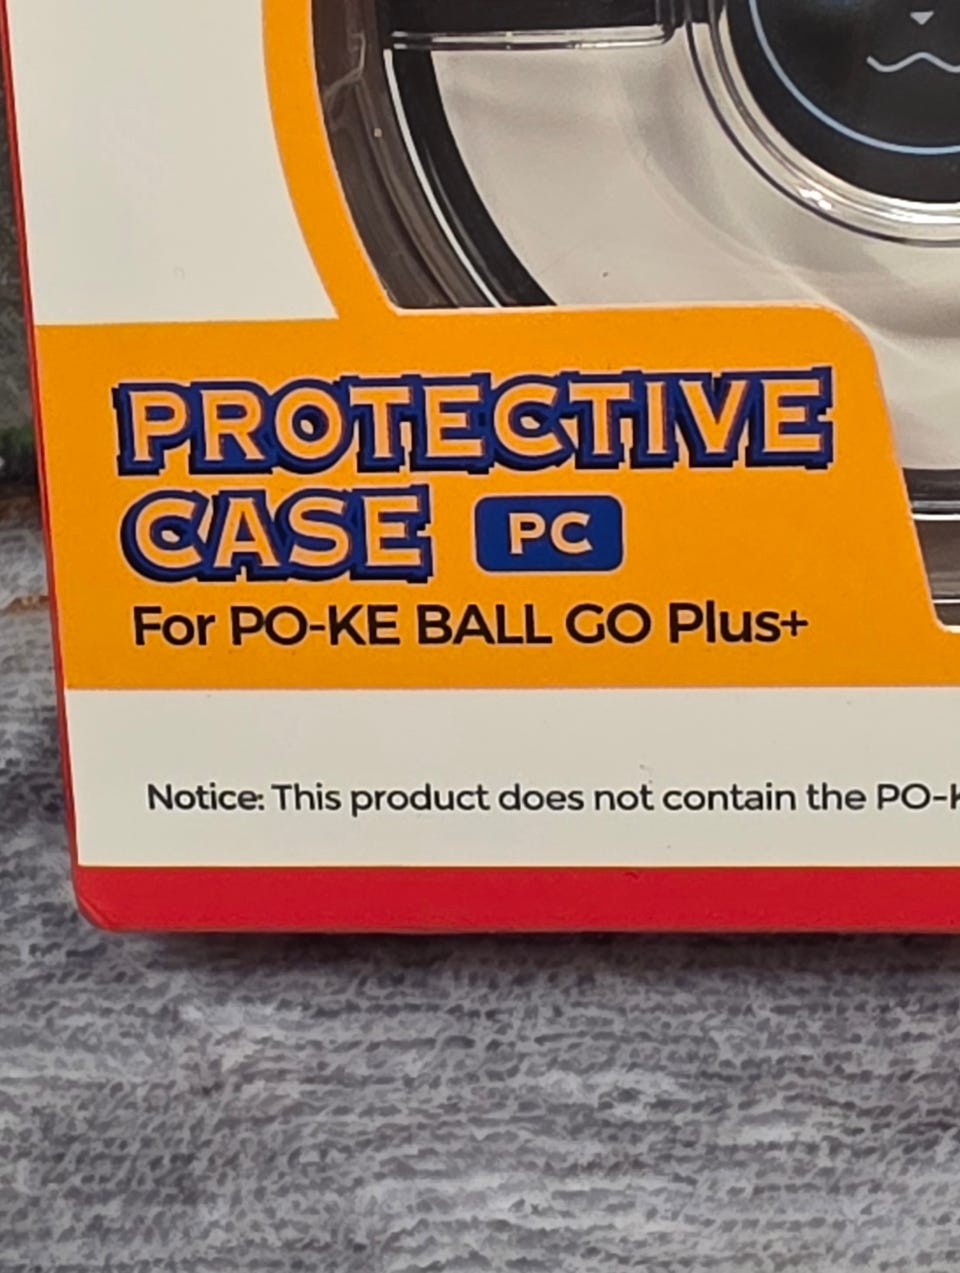 PROTECTIVE
CASE PC
For PO-KE BALL GO Plus+
Notice: This product does not contain the